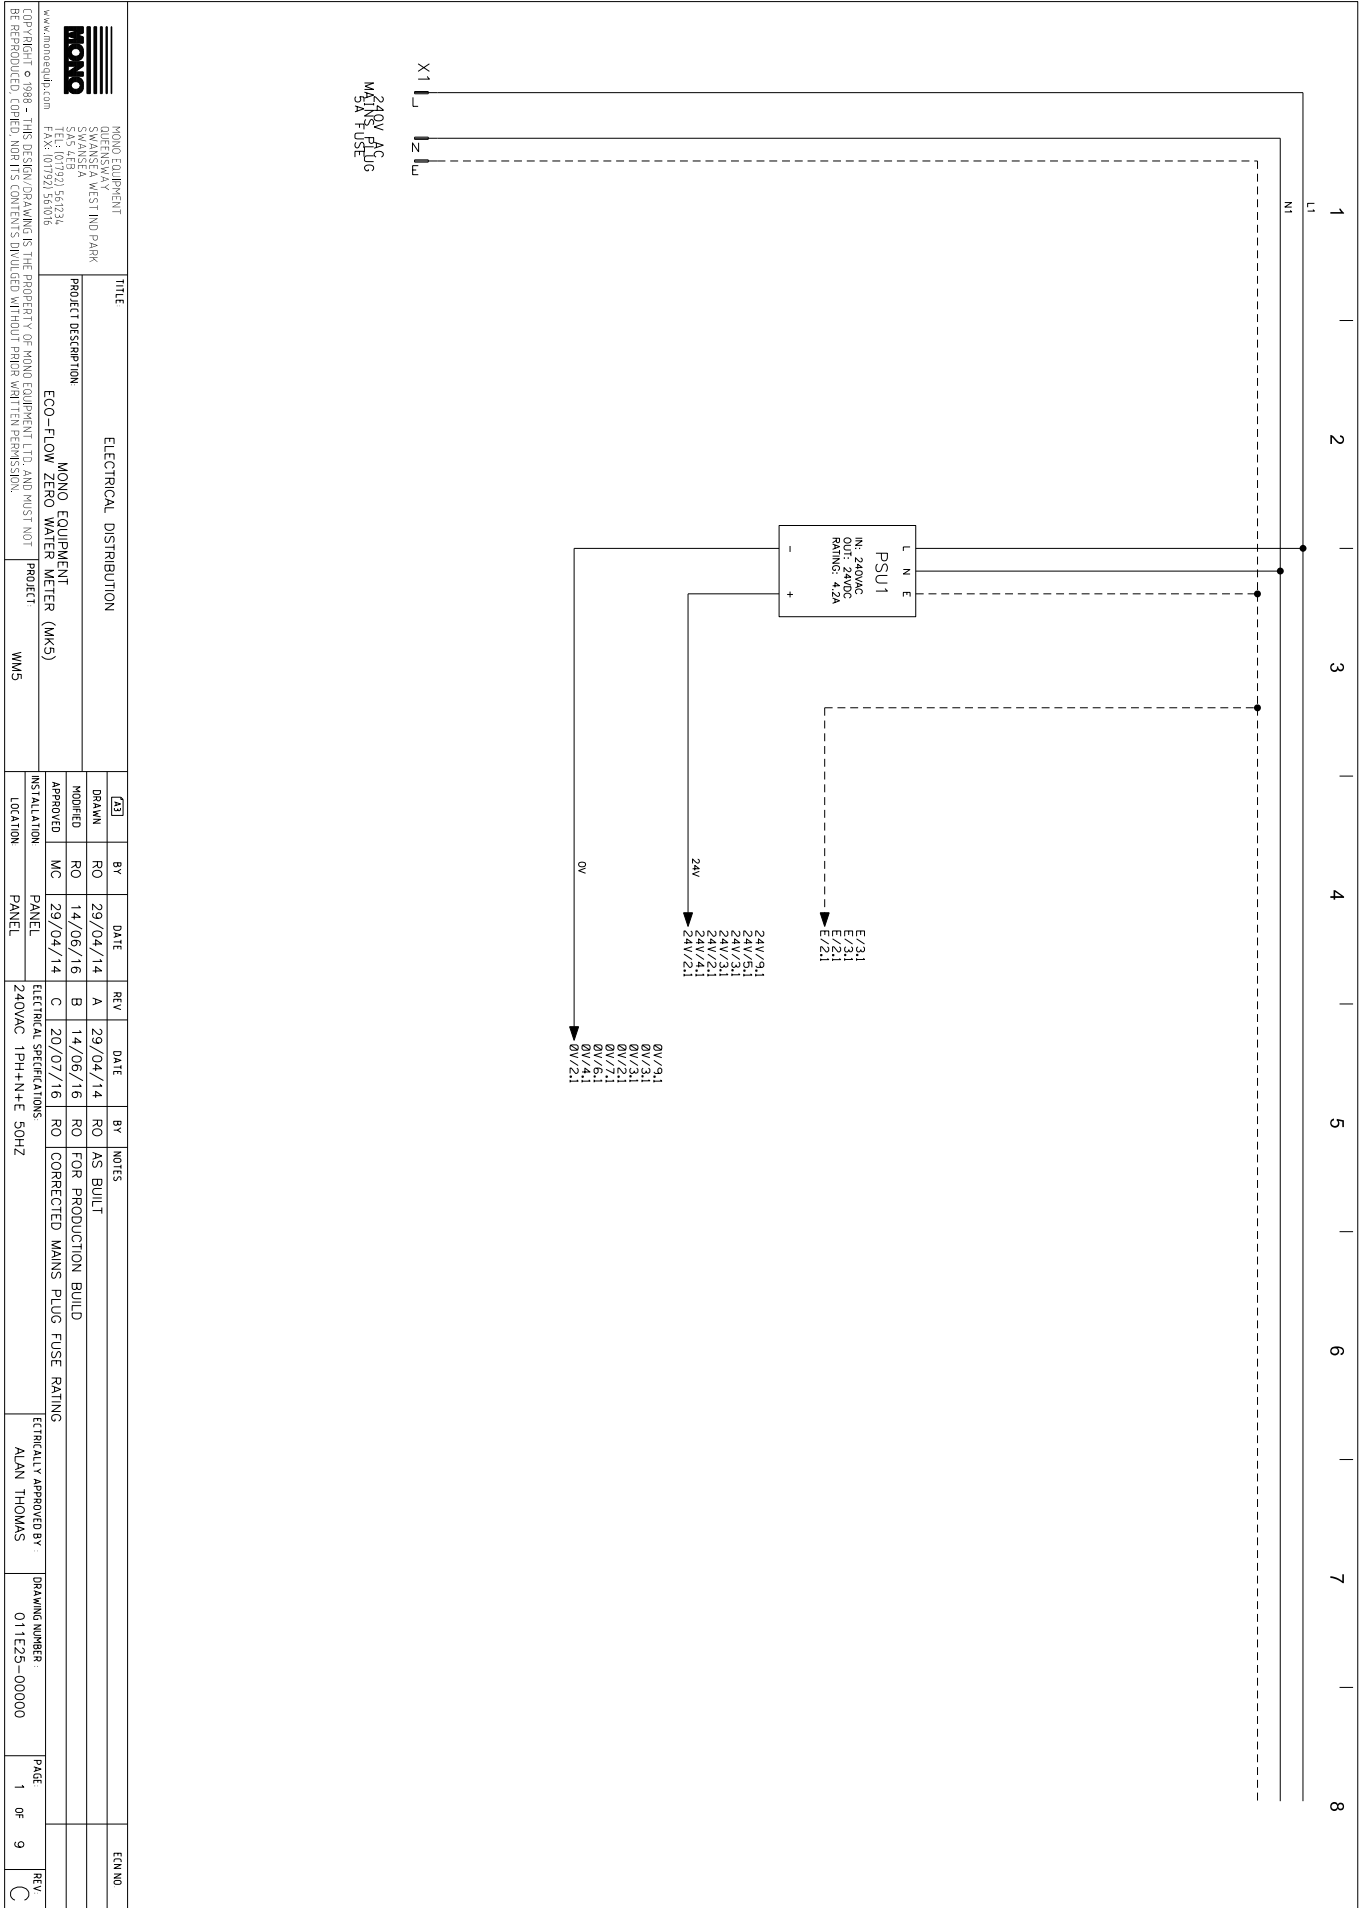 1
2
3
4
5
6
7
8
L1
N1
X1
L
N
E
240V AC
MAINS PLUG
5A FUSE
L
N
E
PSU1
IN: 240VAC
OUT: 24VDC
RATING: 4.2A
-
+
E/3.1
E/3.1
E/2.1
E/2.1
24V
24V/9.1
24V/5.1
24V/3.1
24V/3.1
24V/2.1
24V/4.1
24V/2.1
0V
0V/9.1
0V/3.1
0V/3.1
0V/2.1
0V/7.1
0V/6.1
0V/4.1
0V/2.1
MONO
www.monoequip.com
MONO EQUIPMENT
QUEENSWAY
SWANSEA WEST IND PARK
SWANSEA
SA5 4EB
TEL: (01792) 561234
FAX: (01792) 561016
COPYRIGHT © 1988 - THIS DESIGN/DRAWING IS THE PROPERTY OF MONO EQUIPMENT LTD. AND MUST NOT
BE REPRODUCED, COPIED, NOR ITS CONTENTS DIVULGED WITHOUT PRIOR WRITTEN PERMISSION.
TITLE:
ELECTRICAL DISTRIBUTION
PROJECT DESCRIPTION:
MONO EQUIPMENT
ECO-FLOW ZERO WATER METER (MK5)
PROJECT:
WM5
A3 BY DATE REV DATE BY NOTES ECN NO
DRAWN RO 29/04/14 A 29/04/14 RO AS BUILT
MODIFIED RO 14/06/16 B 14/06/16 RO FOR PRODUCTION BUILD
APPROVED MC 29/04/14 C 20/07/16 RO CORRECTED MAINS PLUG FUSE RATING
INSTALLATION: PANEL
LOCATION: PANEL
ELECTRICAL SPECIFICATIONS:
240VAC 1PH+N+E 50HZ
ECTRICALLY APPROVED BY :
ALAN THOMAS
DRAWING NUMBER :
011E25-00000
PAGE:
1 OF 9
REV:
C